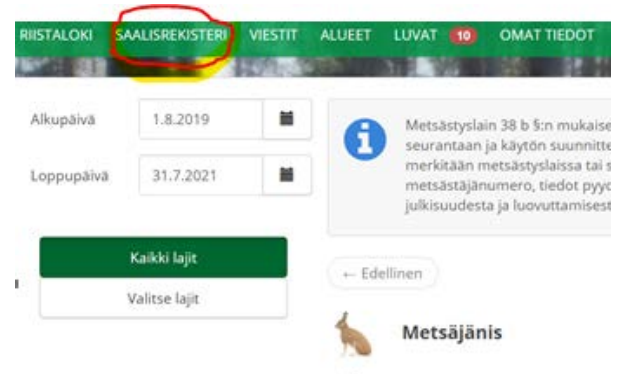 RIISTALOKI SAALISREKISTERI VIESTIT ALUEET LUVAT 10 OMAT TIEDOT
Alkupäivä 1.8.2019
Loppupäivä 31.7.2021
Kaikki lajit
Valitse lajit
Metsästyslain 38 b §:n mukaise
seurantaan ja käytön suunnitte
merkitään metsästyslaissa tai s
metsästäjänumero, tiedot pyyd
julkisuudesta ja luovuttamisest
← Edellinen
Metsäjänis